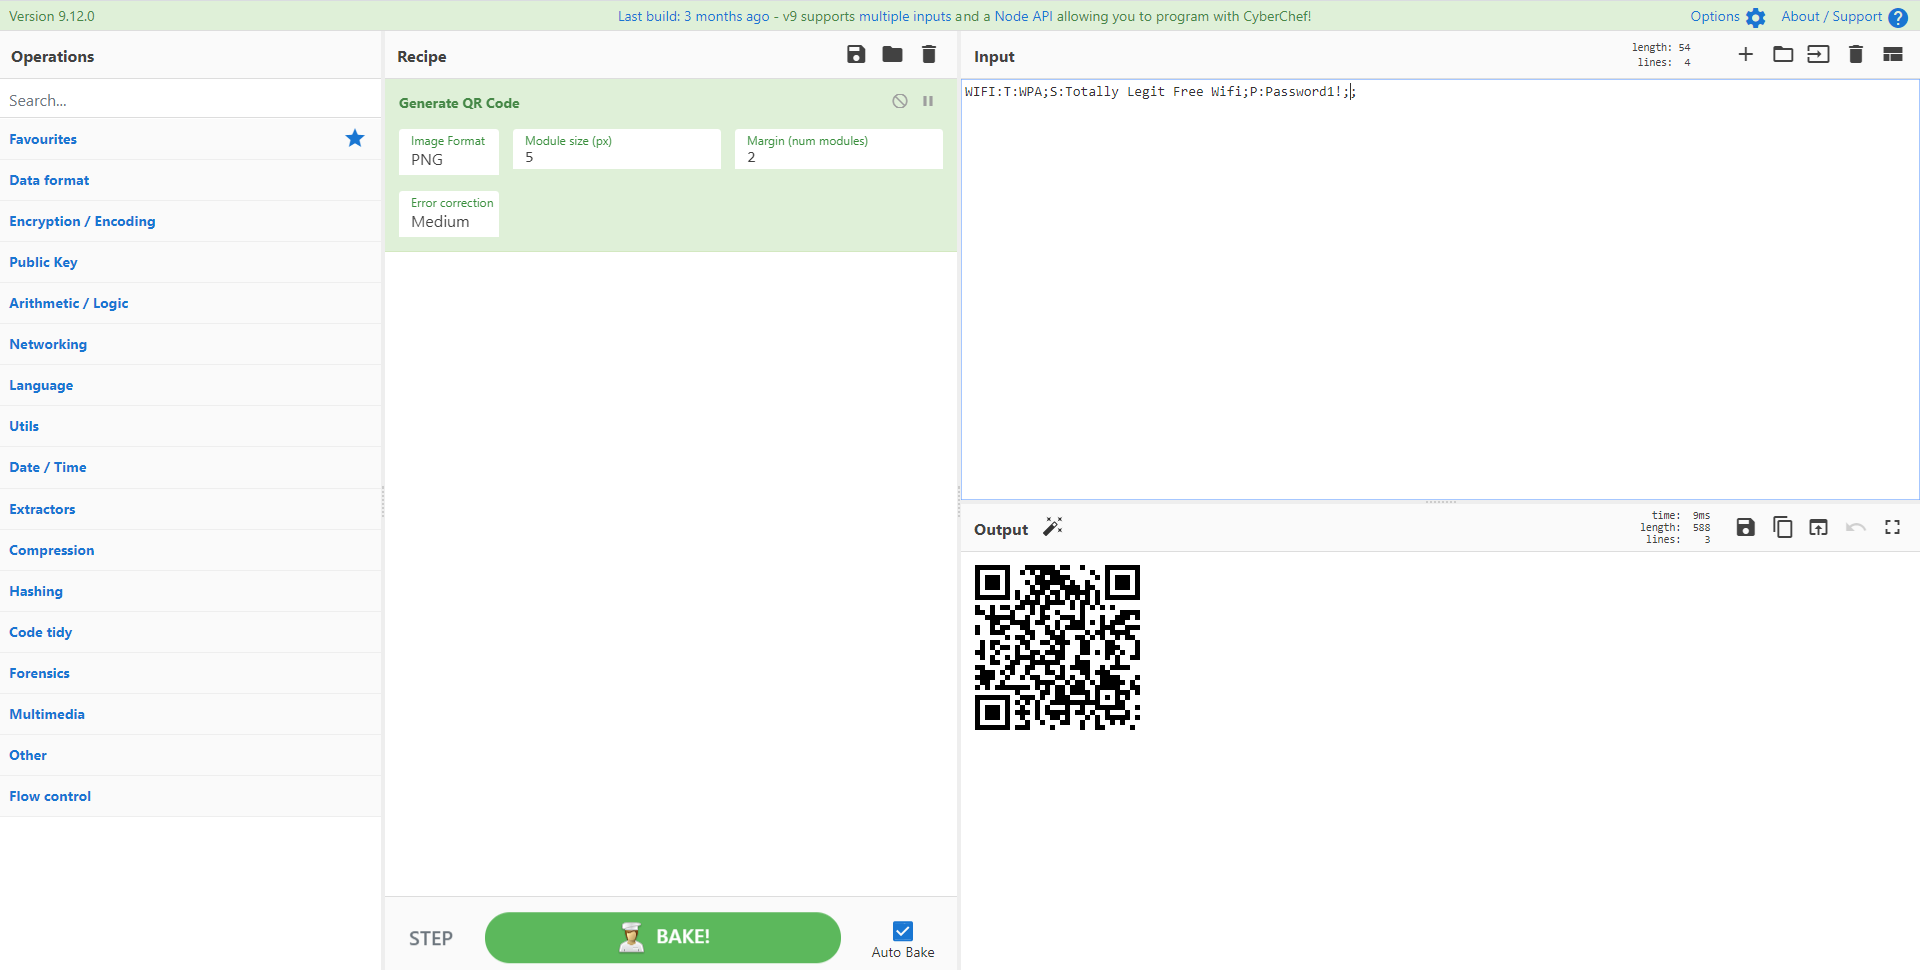 Version 9.12.0
Last build: 3 months ago - v9 supports multiple inputs and a Node API allowing you to program with CyberChef!
Options
About / Support
Operations
Search...
Favourites
Data format
Encryption / Encoding
Public Key
Arithmetic / Logic
Networking
Language
Utils
Date / Time
Extractors
Compression
Hashing
Code tidy
Forensics
Multimedia
Other
Flow control
Recipe
Generate QR Code
Image Format
PNG
Module size (px)
5
Margin (num modules)
2
Error correction
Medium
STEP
BAKE!
Auto Bake
Input
length: 54
lines: 4
WIFI:T:WPA;S:Totally Legit Free Wifi;P:Password1!;;
Output
time: 9ms
length: 588
lines: 3